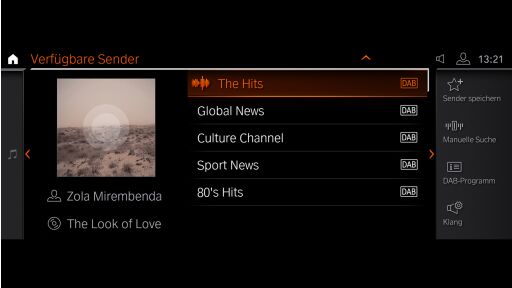 Verfügbare Sender
13:21
The Hits DAB
Global News DAB
Culture Channel DAB
Sport News DAB
80's Hits DAB
Zola Mirembenda
The Look of Love
Sender speichern
Manuelle Suche
DAB-Programm
Klang